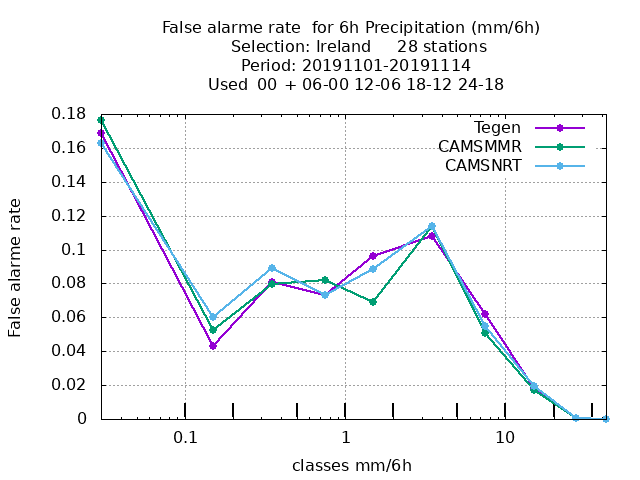 False alarme rate  for 6h Precipitation (mm/6h)
Selection: Ireland     28 stations
Period: 20191101-20191114
Used  00 + 06-00 12-06 18-12 24-18
Tegen
CAMSMMR
CAMSNRT
False alarme rate
0.18
0.16
0.14
0.12
0.1
0.08
0.06
0.04
0.02
0
0.1
1
10
classes mm/6h